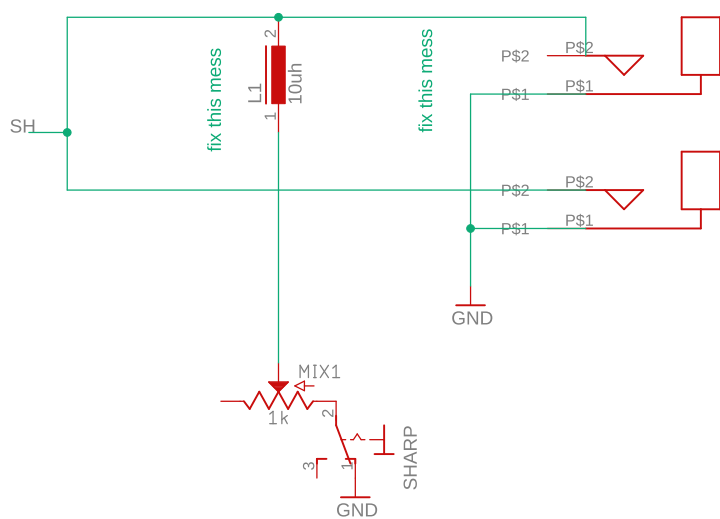 2
P$2
P$2
fix this mess
L1
10uh
fix this mess
P$1
P$1
1
SH
P$2
P$2
P$1
P$1
GND
MIX1
1k
2
SHARP
3
1
GND